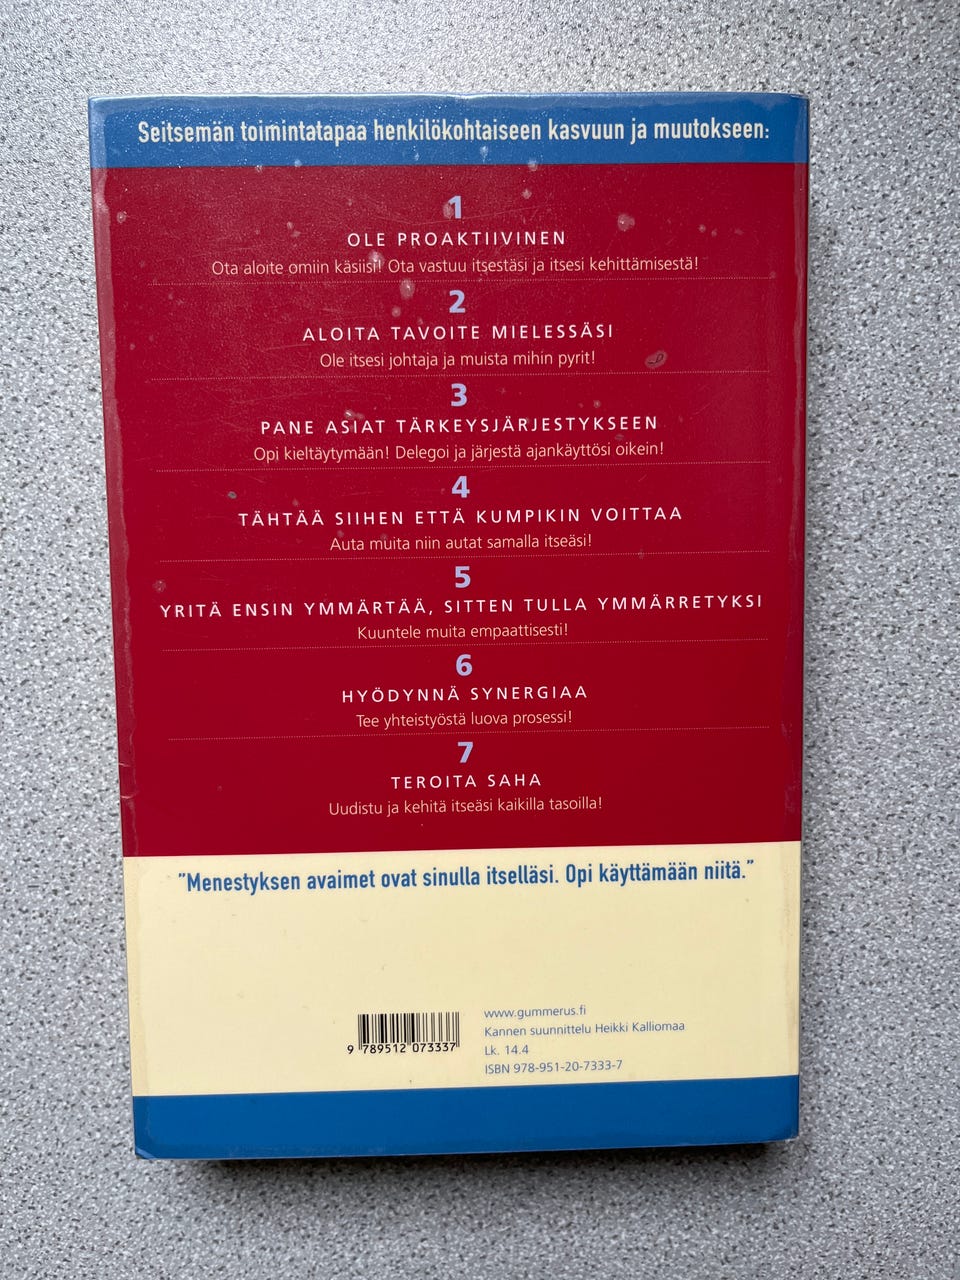 Seitsemän toimintatapaa henkilökohtaiseen kasvuun ja muutokseen:
1
OLE PROAKTIIVINEN
Ota aloite omiin käsiisi! Ota vastuu itsestäsi ja itsesi kehittämisestä!
2
ALOITA TAVOITE MIELESSÄSI
Ole itsesi johtaja ja muista mihin pyrit!
3
PANE ASIAT TÄRKEYSJÄRJESTYKSEEN
Opi kieltäytymään! Delegoi ja järjestä ajankäyttösi oikein!
4
TÄHTÄÄ SIIHEN ETTÄ KUMPIKIN VOITTAA
Auta muita niin autat samalla itseäsi!
5
YRITÄ ENSIN YMMÄRTÄÄ, SITTEN TULLA YMMÄRRETYKSI
Kuuntele muita empaattisesti!
6
HYÖDYNNÄ SYNERGIAA
Tee yhteistyöstä luova prosessi!
7
TEROITA SAHA
Uudistu ja kehitä itseäsi kaikilla tasoilla!
"Menestyksen avaimet ovat sinulla itselläsi. Opi käyttämään niitä."
www.gummerus.fi
Kannen suunnittelu Heikki Kalliomaa
Lk. 14.4
ISBN 978-951-20-7333-7
9 789512 073337